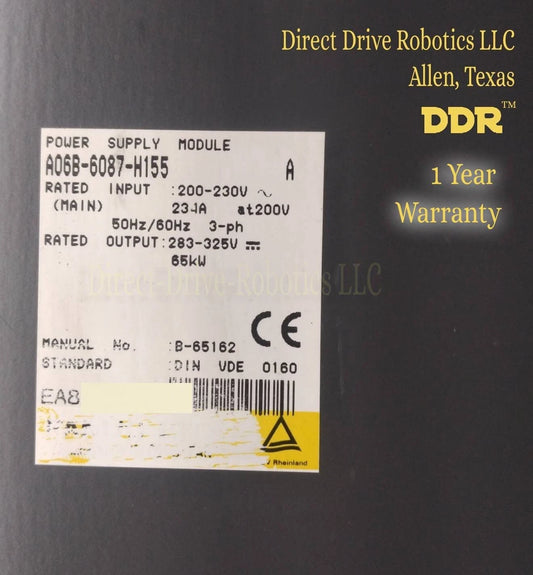 Direct Drive Robotics LLC
Allen, Texas
DDR™
1 Year
Warranty
POWER SUPPLY MODULE
A06B-6087-H155 A
RATED INPUT :200-230V ~
(MAIN) 234A at200V
50Hz/60Hz 3-ph
RATED OUTPUT:283-325V ⎓
65kW
Direct-Drive-Robotics LLC
CE
MANUAL No. :B-65162
STANDARD :DIN VDE 0160
EA8
Rheinland